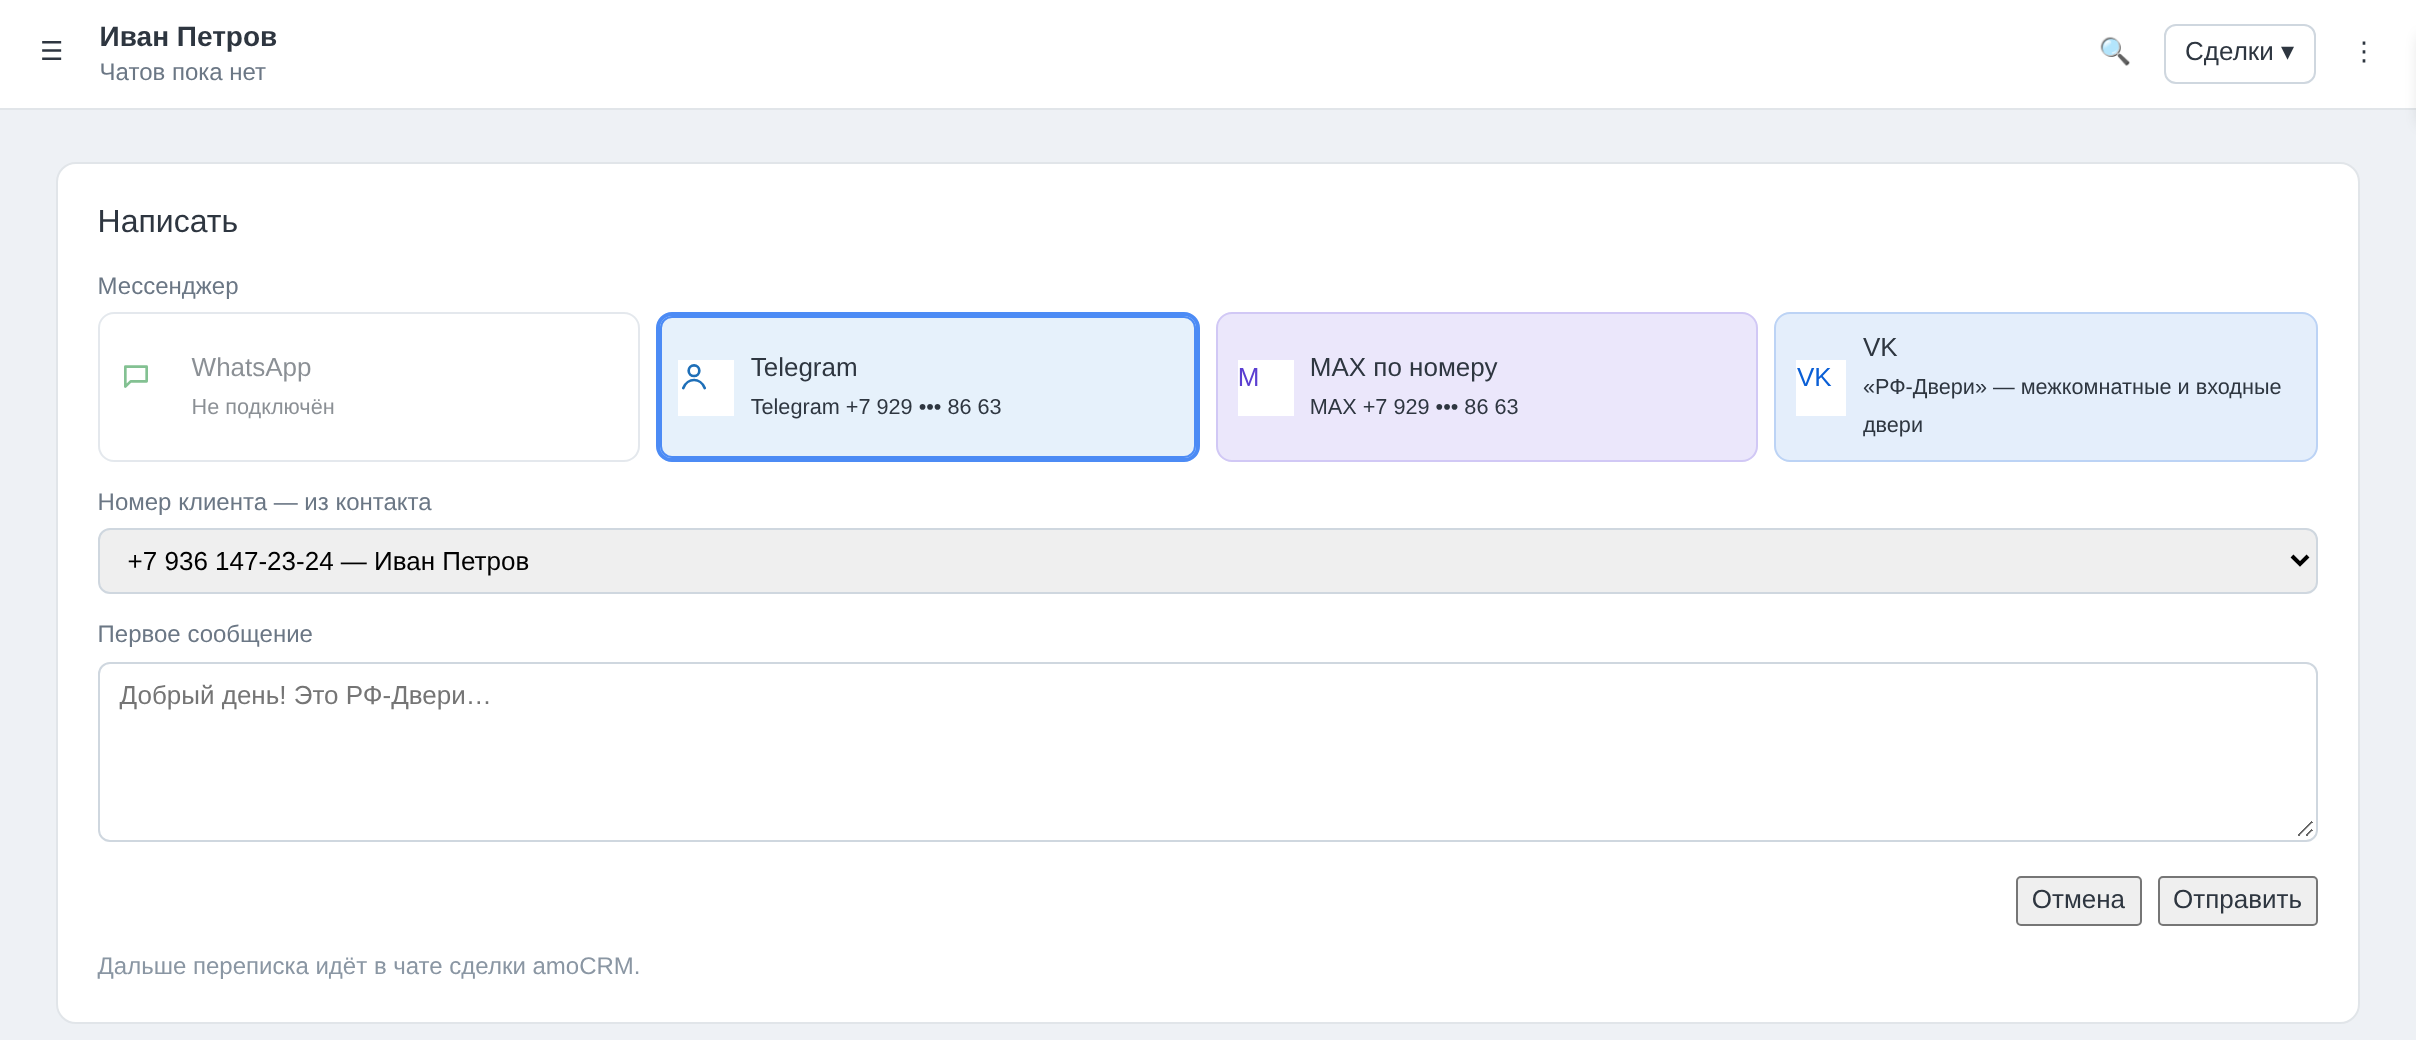 ☰ Иван Петров
Чатов пока нет
🔍 Сделки ▾ ⋮
Написать
Мессенджер
WhatsApp
Не подключён
Telegram
Telegram +7 929 ••• 86 63
M
MAX по номеру
MAX +7 929 ••• 86 63
VK
VK
«РФ-Двери» — межкомнатные и входные
двери
Номер клиента — из контакта
+7 936 147-23-24 — Иван Петров
Первое сообщение
Добрый день! Это РФ-Двери…
Отмена Отправить
Дальше переписка идёт в чате сделки amoCRM.